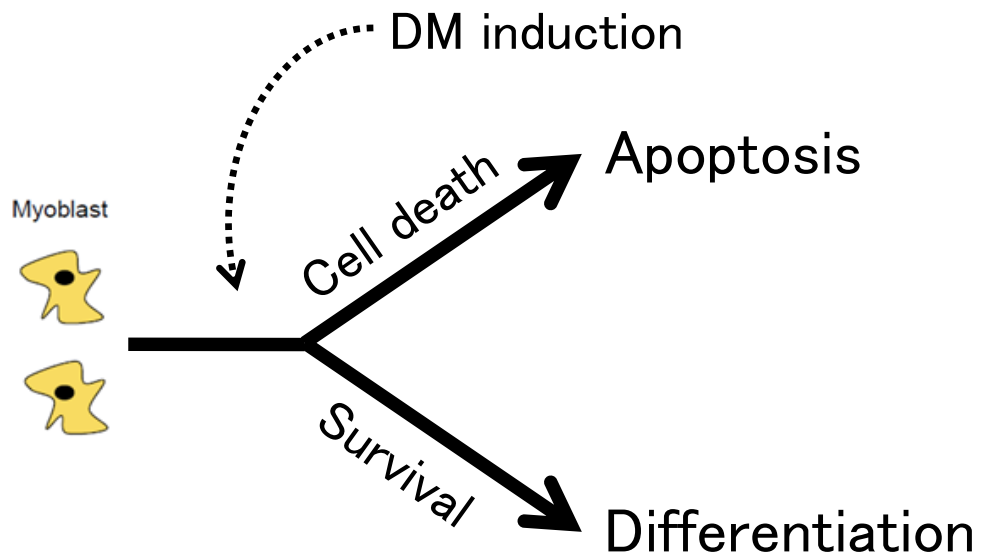 DM induction
Apoptosis
Cell death
Myoblast
Survival
Differentiation